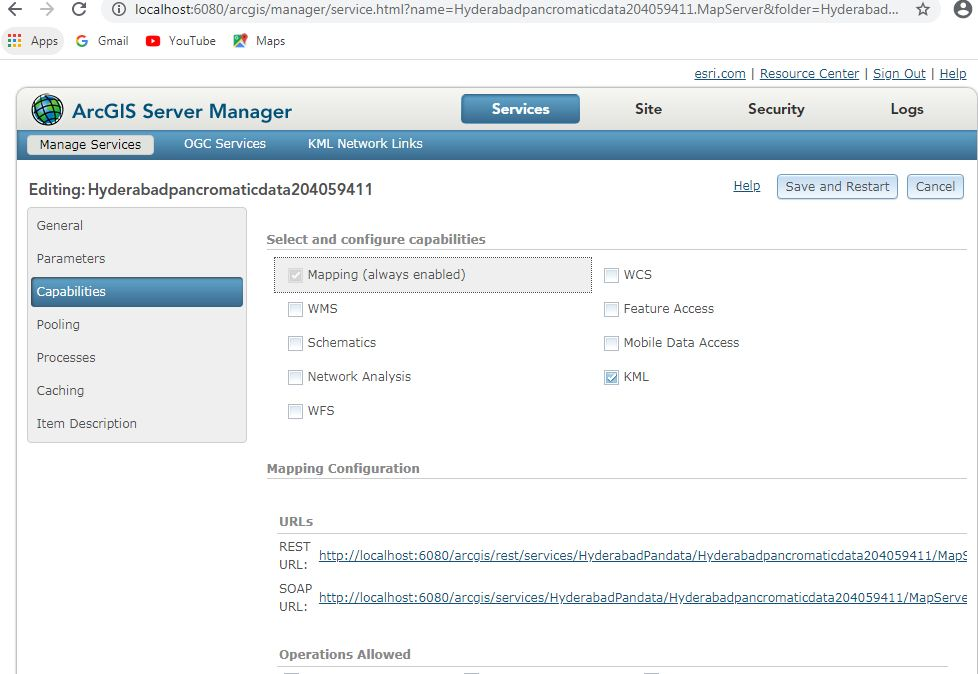 localhost:6080/arcgis/manager/service.html?name=Hyderabadpancromaticdata204059411.MapServer&folder=Hyderabad...
Apps Gmail YouTube Maps
esri.com | Resource Center | Sign Out | Help
ArcGIS Server Manager Services Site Security Logs
Manage Services OGC Services KML Network Links
Editing: Hyderabadpancromaticdata204059411 Help Save and Restart Cancel
General
Parameters
Capabilities
Pooling
Processes
Caching
Item Description
Select and configure capabilities
Mapping (always enabled) WCS
WMS Feature Access
Schematics Mobile Data Access
Network Analysis KML
WFS
Mapping Configuration
URLs
REST URL: http://localhost:6080/arcgis/rest/services/HyderabadPandata/Hyderabadpancromaticdata204059411/MapS
SOAP URL: http://localhost:6080/arcgis/services/HyderabadPandata/Hyderabadpancromaticdata204059411/MapServe
Operations Allowed